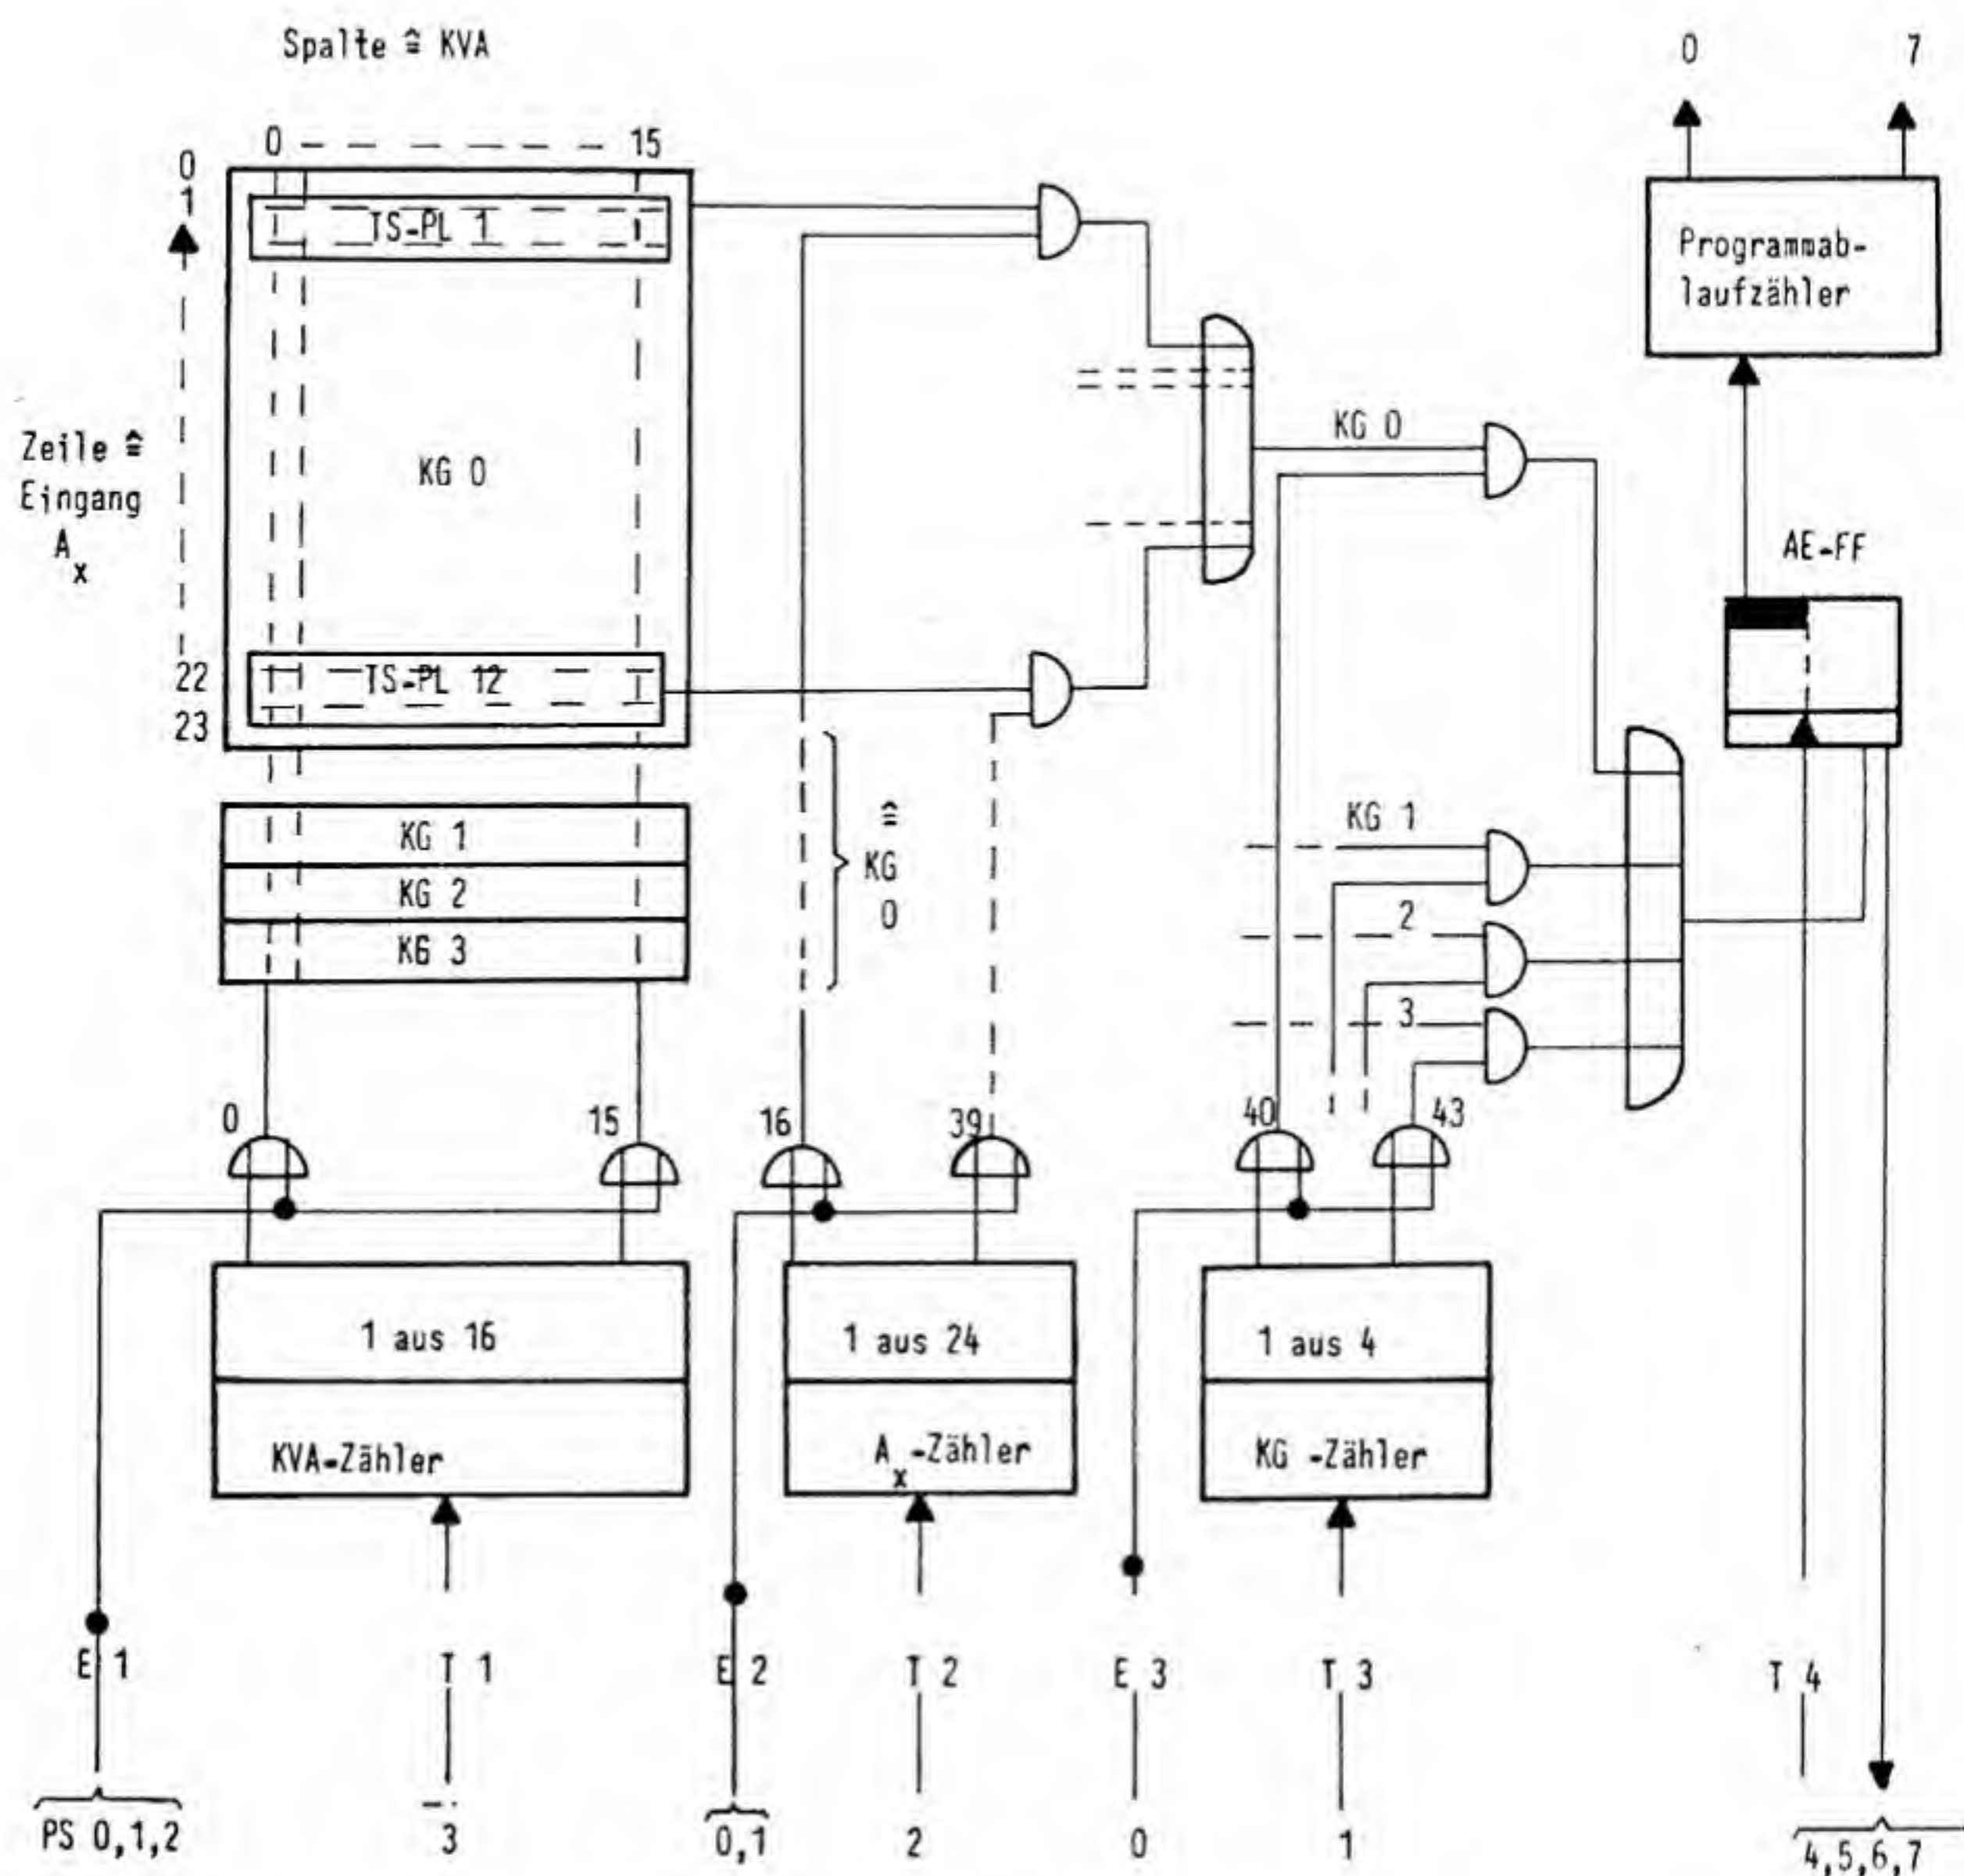 Spalte ≙ KVA
0 7
0 15
0
1
TS-PL 1
Programmab-
laufzähler
KG 0
Zeile ≙
Eingang
A
x
KG 0
AE-FF
22
TS-PL 12
23
≙
KG
0
KG 1
KG 1
KG 2
2
KG 3
3
0 15 16 39 40 43
1 aus 16 1 aus 24 1 aus 4
KVA-Zähler A -Zähler KG -Zähler
x
E 1 T 1 E 2 T 2 E 3 T 3 T 4
PS 0,1,2 3 0,1 2 0 1 4,5,6,7